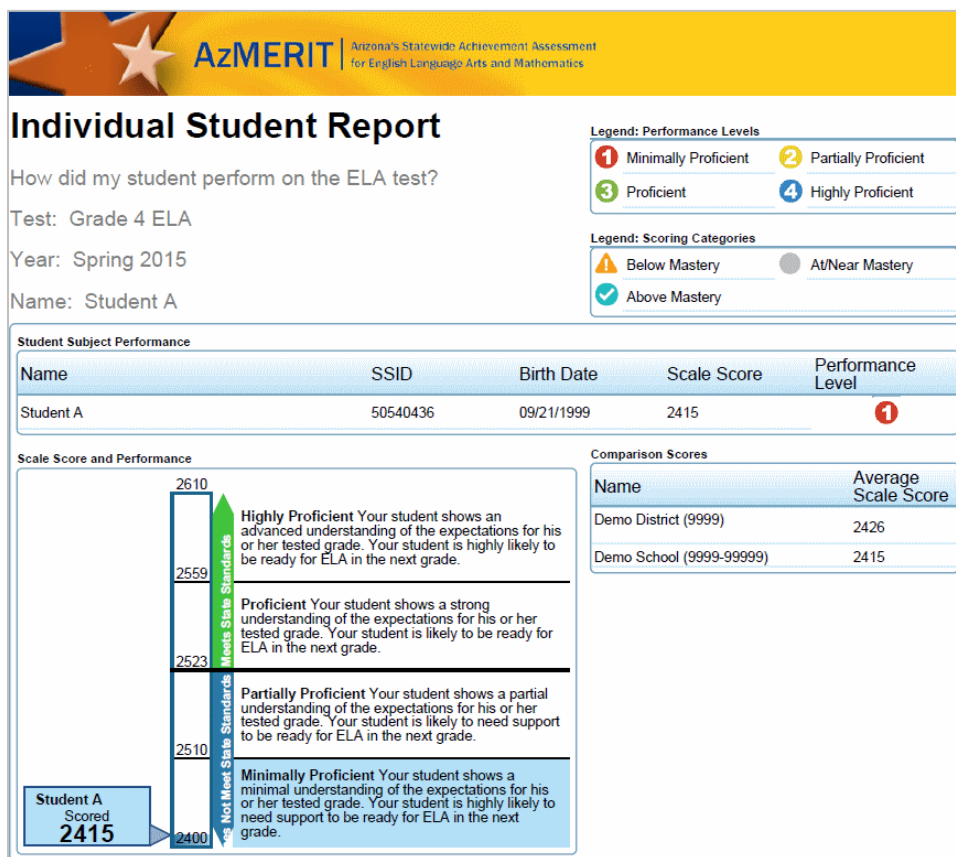 AzMERIT
Arizona's Statewide Achievement Assessment
for English Language Arts and Mathematics
Individual Student Report
How did my student perform on the ELA test?
Test: Grade 4 ELA
Year: Spring 2015
Name: Student A
Legend: Performance Levels
1 Minimally Proficient
2 Partially Proficient
3 Proficient
4 Highly Proficient
Legend: Scoring Categories
Below Mastery
At/Near Mastery
Above Mastery
Student Subject Performance
Name SSID Birth Date Scale Score Performance
Level
Student A 50540436 09/21/1999 2415 1
Scale Score and Performance
2610
Highly Proficient Your student shows an
advanced understanding of the expectations for his
or her tested grade. Your student is highly likely to
be ready for ELA in the next grade.
2559
Proficient Your student shows a strong
understanding of the expectations for his or her
tested grade. Your student is likely to be ready for
ELA in the next grade.
Meets State Standards
2523
Partially Proficient Your student shows a partial
understanding of the expectations for his or her
tested grade. Your student is likely to need support
to be ready for ELA in the next grade.
2510
Minimally Proficient Your student shows a
minimal understanding of the expectations for his
or her tested grade. Your student is highly likely to
need support to be ready for ELA in the next
grade.
es Not Meet State Standards
2400
Student A
Scored
2415
Comparison Scores
Name Average
Scale Score
Demo District (9999) 2426
Demo School (9999-99999) 2415